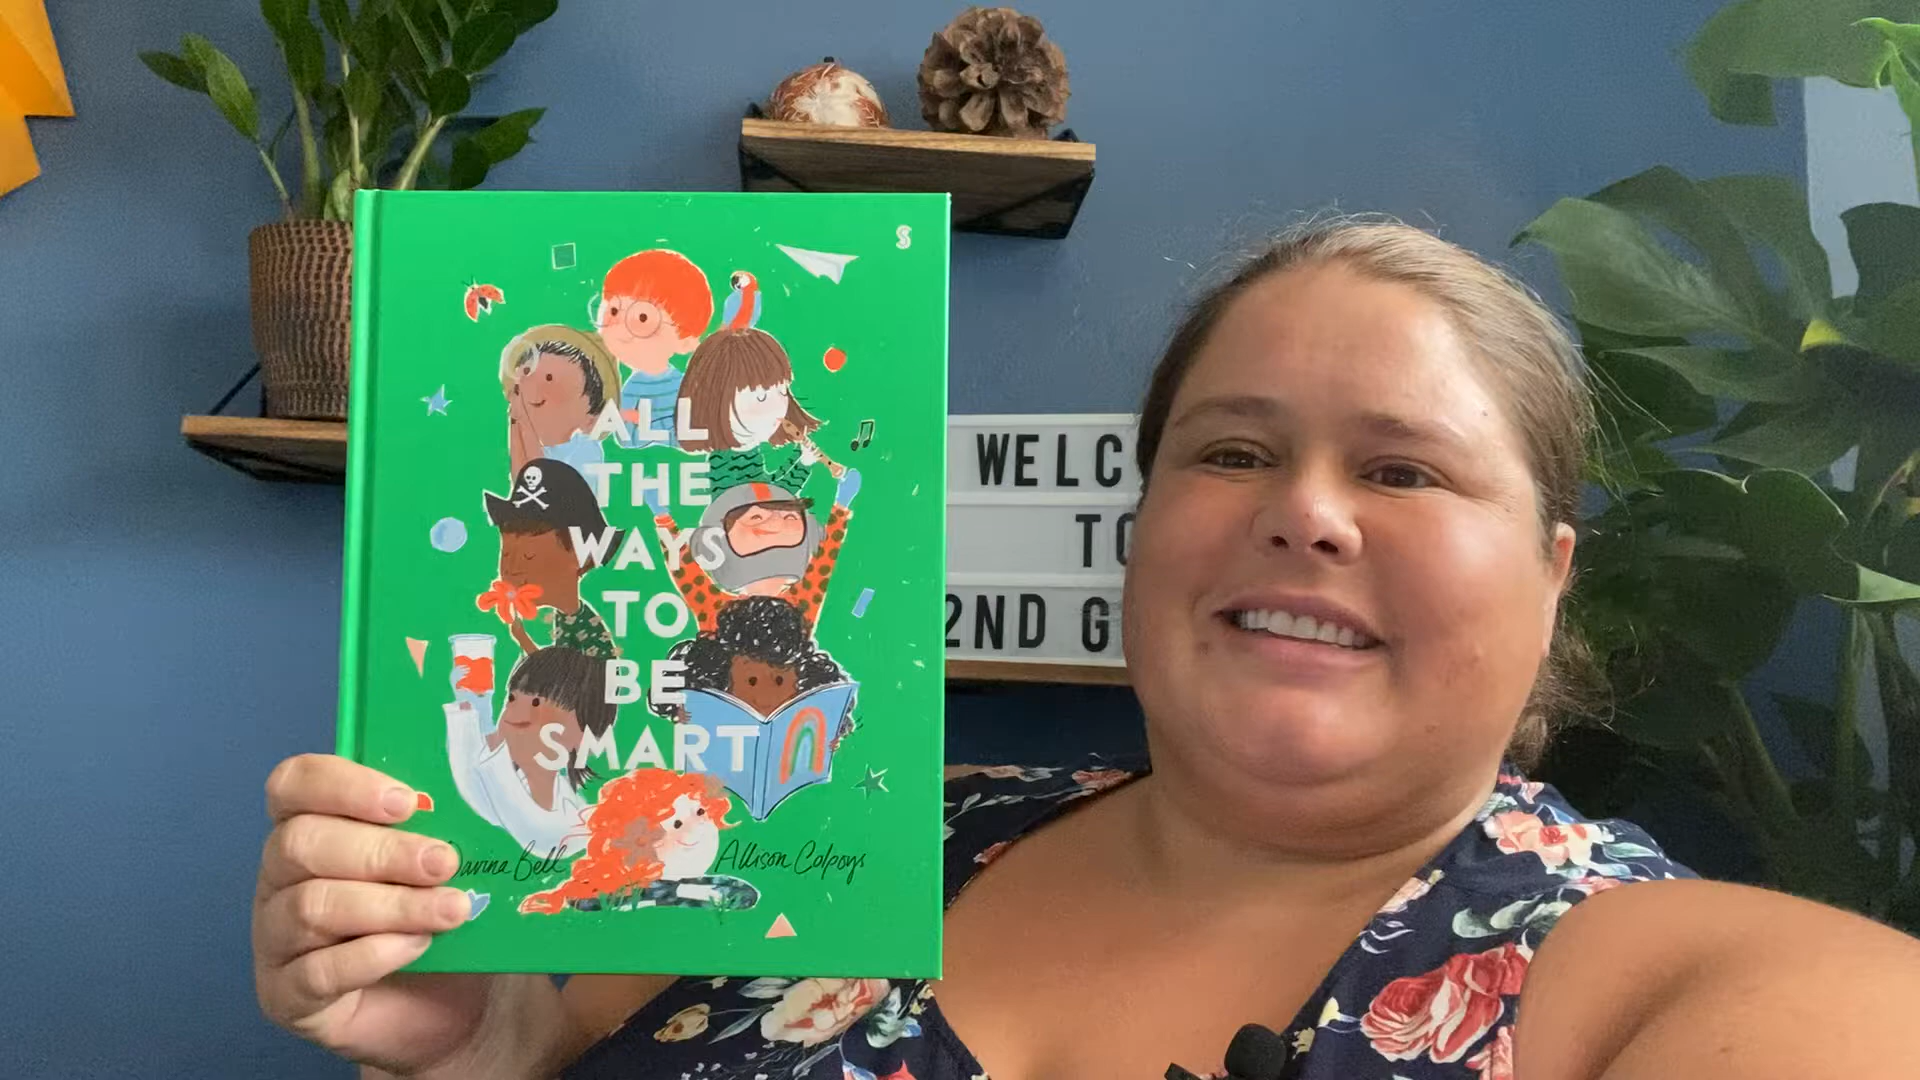 S
ALL
THE
WAYS
TO
BE
SMART
Davina Bell
Allison Colpoys
WELC
TO
2ND G